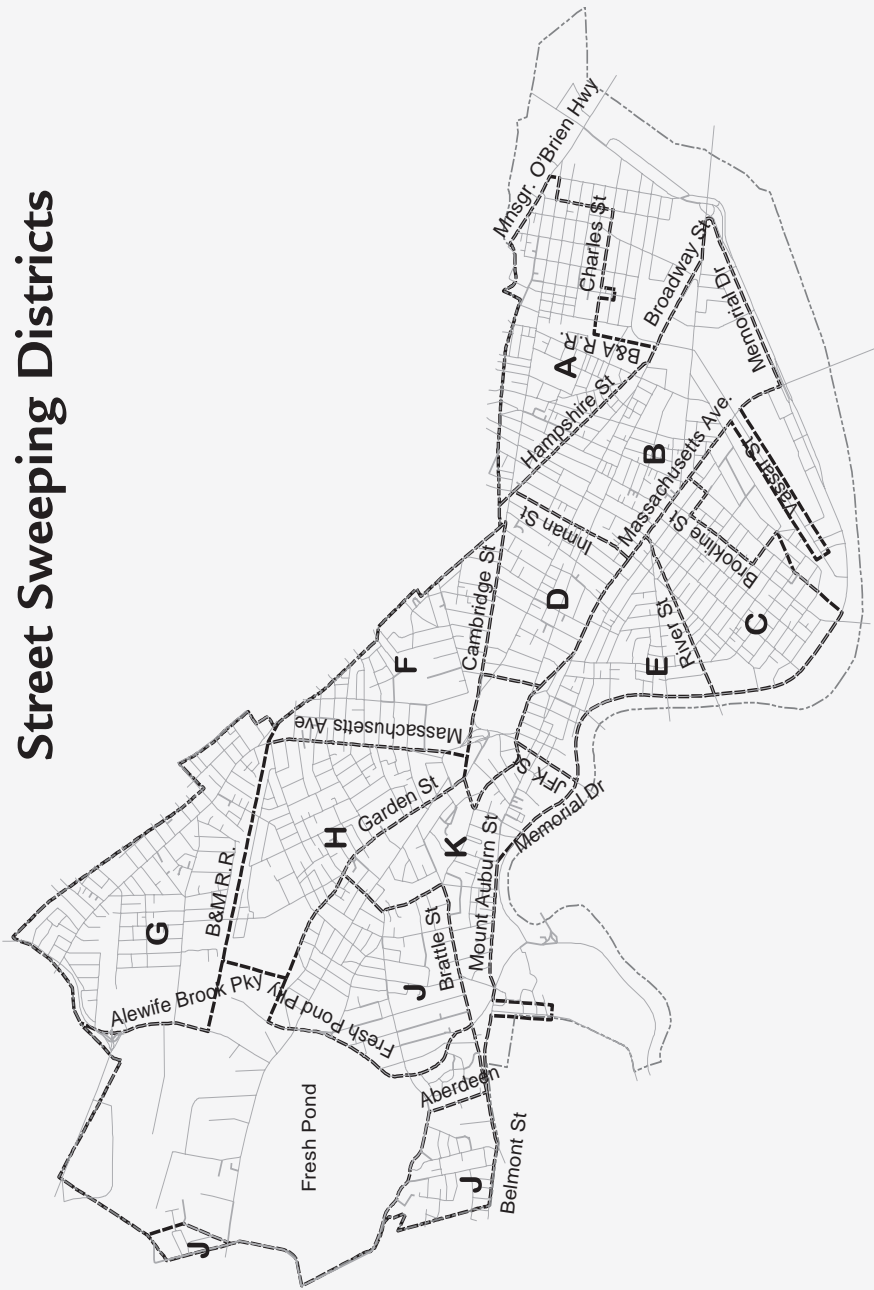 Street Sweeping Districts
Mnsgr. O'Brien Hwy
Charles St
Broadway St
Memorial Dr
B&A R.R.
A
Hampshire St
B
Massachusetts Ave.
Vassar St
Inman St
Brookline St
Cambridge St
D
River St
C
E
F
Massachusetts Ave
JFK St
Memorial Dr
Garden St
H
K
Mount Auburn St
B&M R.R.
G
Brattle St
J
Alewife Brook Pky
Fresh Pond Pky
Aberdeen
Fresh Pond
Belmont St
J
J